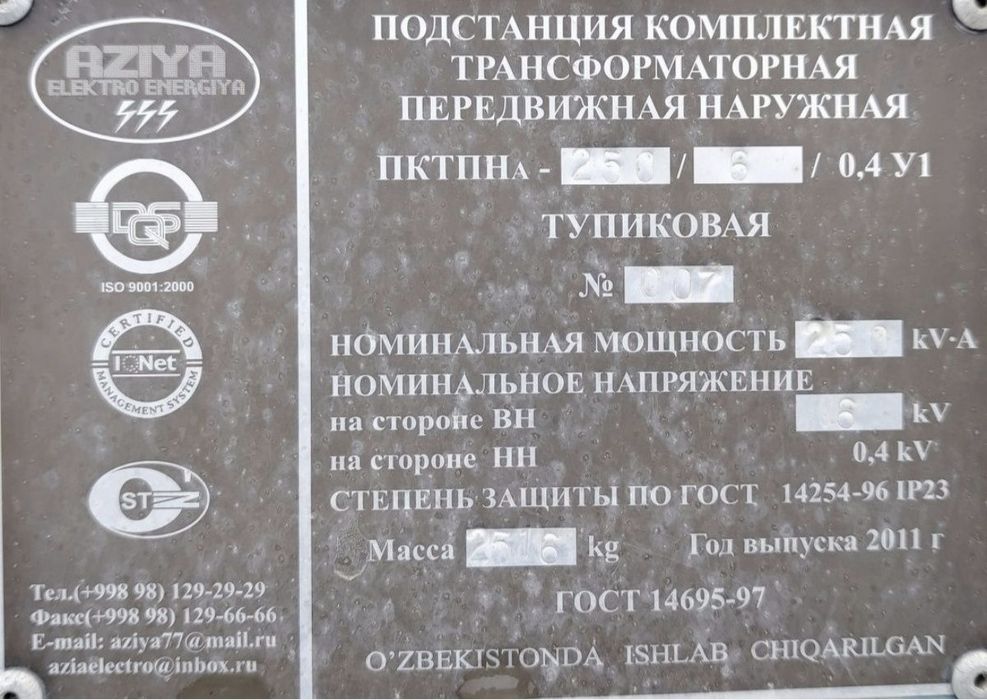 AZIYA
ELEKTRO ENERGIYA
DQS
ISO 9001:2000
CERTIFIED
IQNet
MANAGEMENT SYSTEM
ST
Тел.(+998 98) 129-29-29
Факс(+998 98) 129-66-66
E-mail: aziya77@mail.ru
aziaelectro@inbox.ru
ПОДСТАНЦИЯ КОМПЛЕКТНАЯ
ТРАНСФОРМАТОРНАЯ
ПЕРЕДВИЖНАЯ НАРУЖНАЯ
ПКТПНА - 250 / 6 / 0,4 У1
ТУПИКОВАЯ
№ 007
НОМИНАЛЬНАЯ МОЩНОСТЬ 250 kV·A
НОМИНАЛЬНОЕ НАПРЯЖЕНИЕ
на стороне ВН 6 kV
на стороне НН 0,4 kV
СТЕПЕНЬ ЗАЩИТЫ ПО ГОСТ 14254-96 IP23
Масса 2516 kg Год выпуска 2011 г
ГОСТ 14695-97
O'ZBEKISTONDA ISHLAB CHIQARILGAN